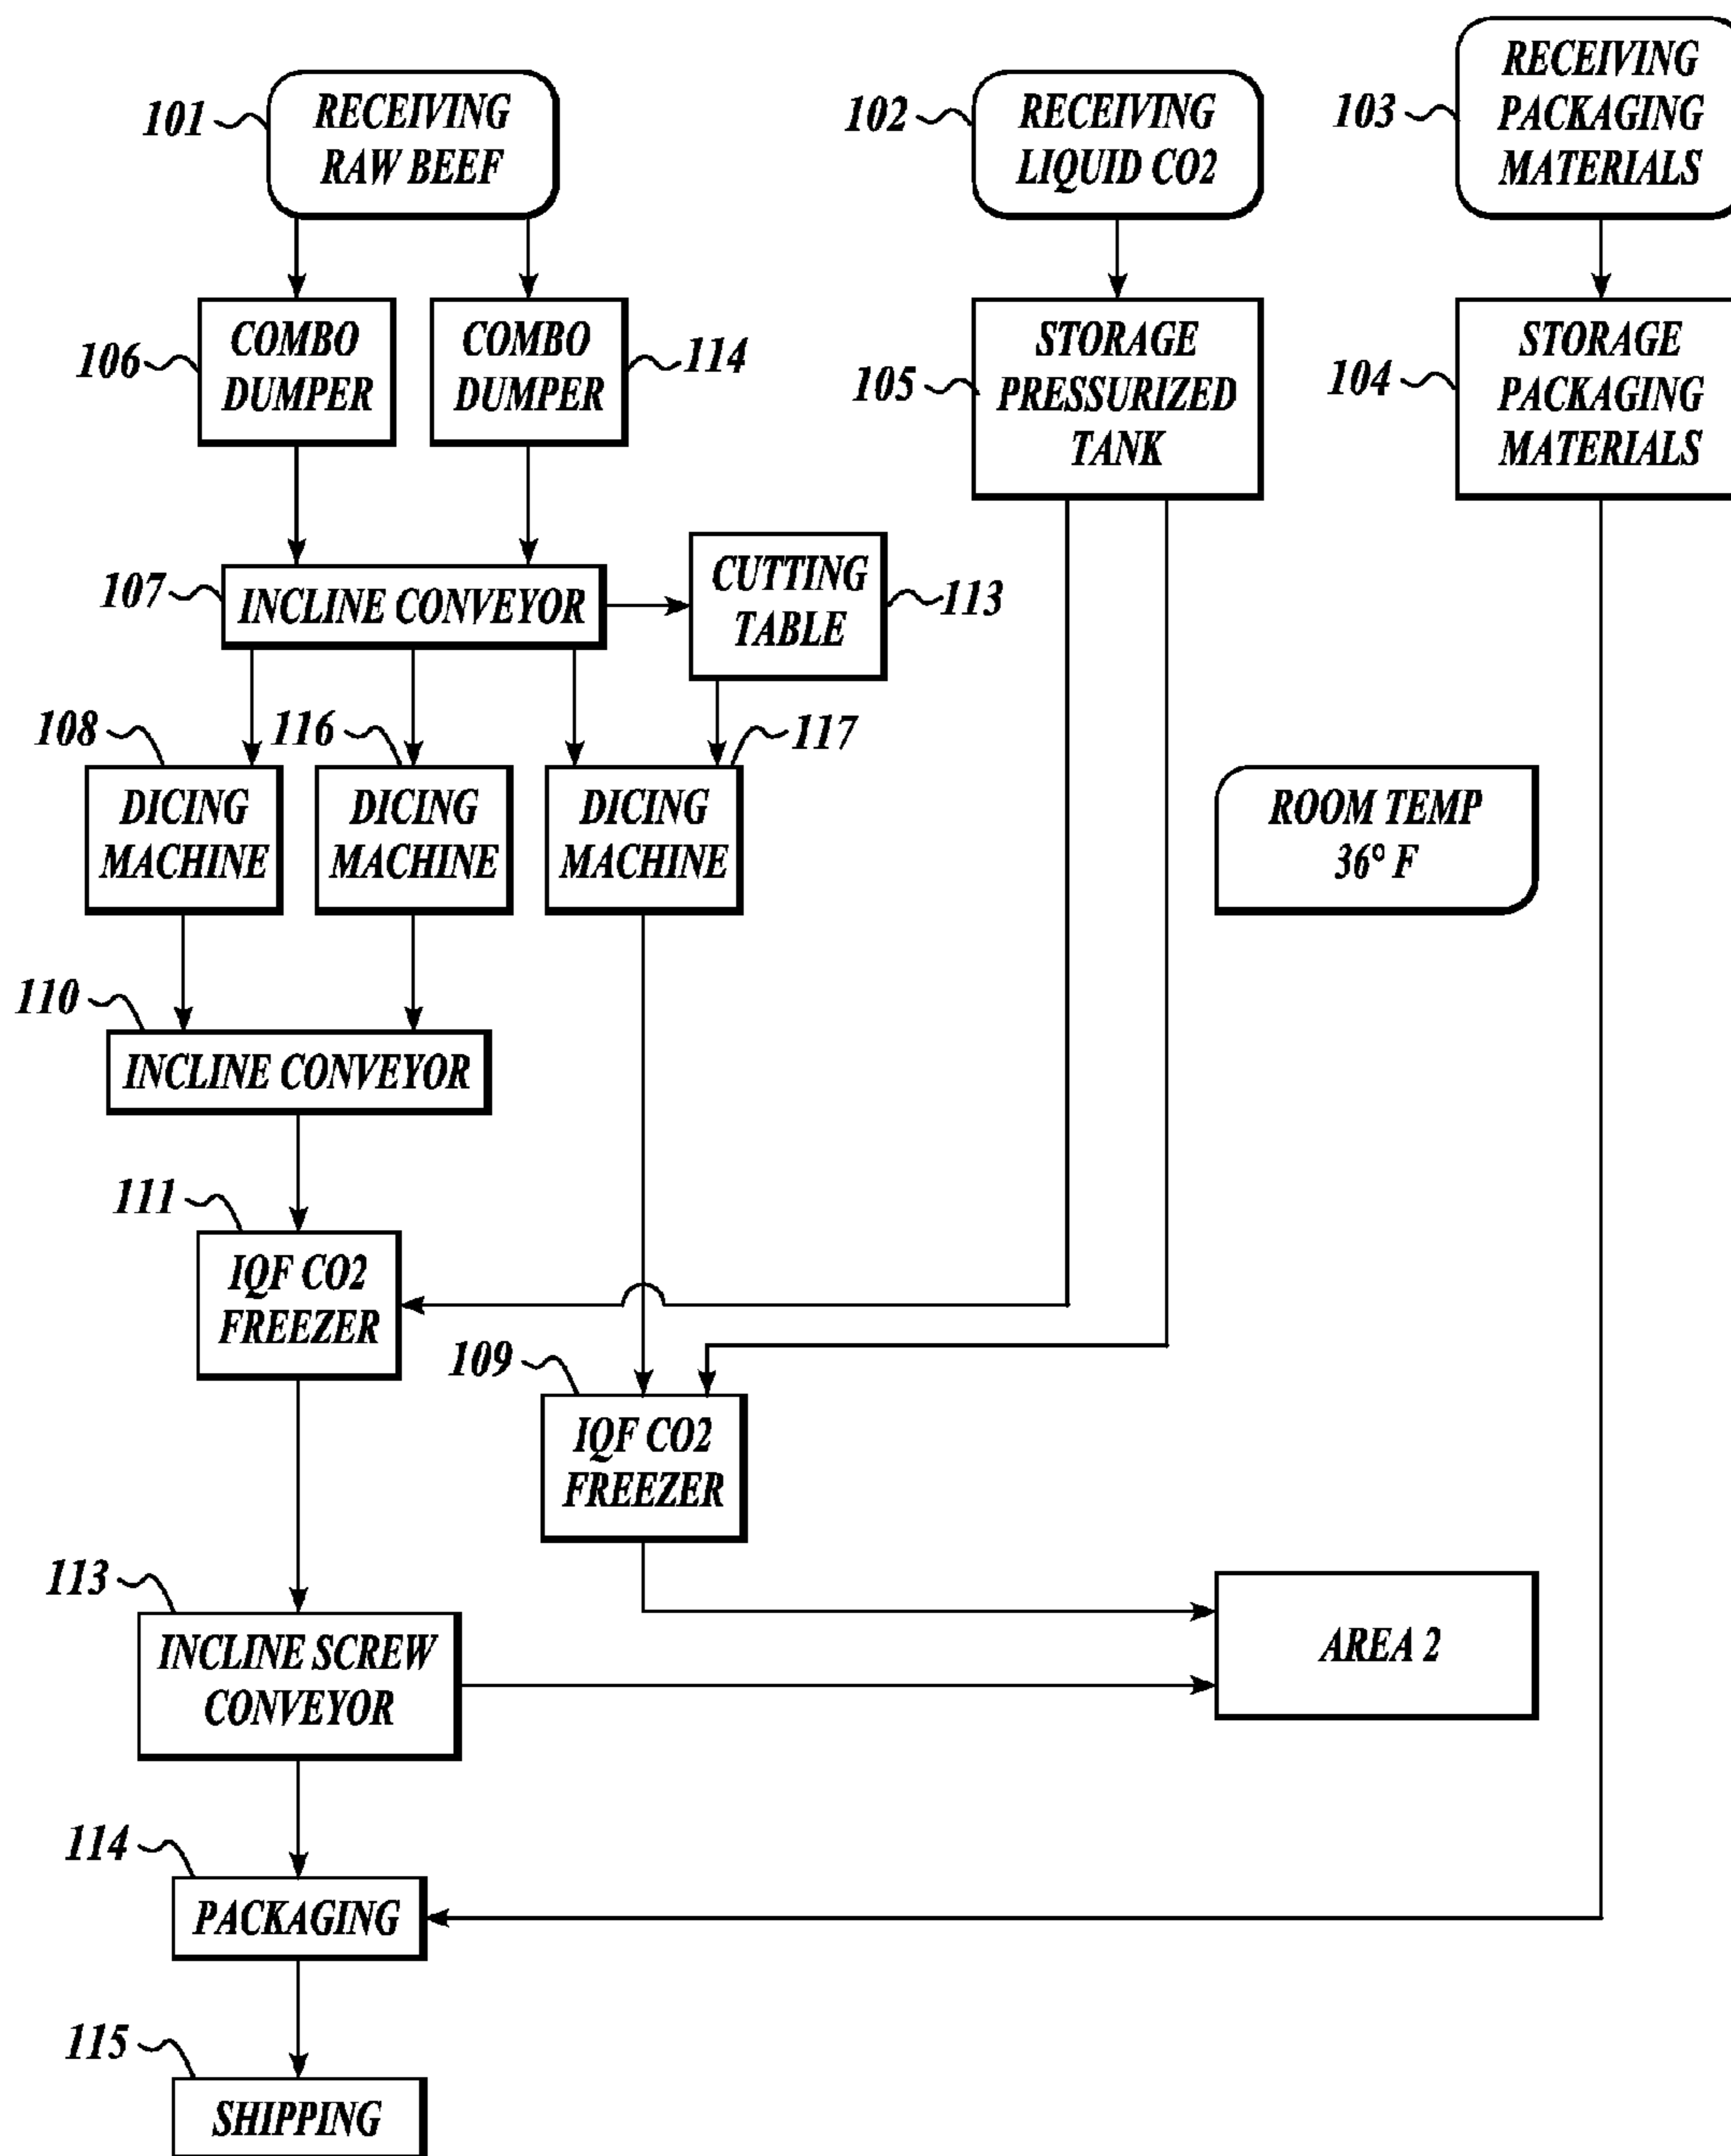 101
RECEIVING
RAW BEEF
102
RECEIVING
LIQUID CO2
103
RECEIVING
PACKAGING
MATERIALS
106
COMBO
DUMPER
COMBO
DUMPER
114
105
STORAGE
PRESSURIZED
TANK
104
STORAGE
PACKAGING
MATERIALS
107
INCLINE CONVEYOR
CUTTING
TABLE
113
108
DICING
MACHINE
116
DICING
MACHINE
117
DICING
MACHINE
ROOM TEMP
36° F
110
INCLINE CONVEYOR
111
IQF CO2
FREEZER
109
IQF CO2
FREEZER
113
INCLINE SCREW
CONVEYOR
AREA 2
114
PACKAGING
115
SHIPPING